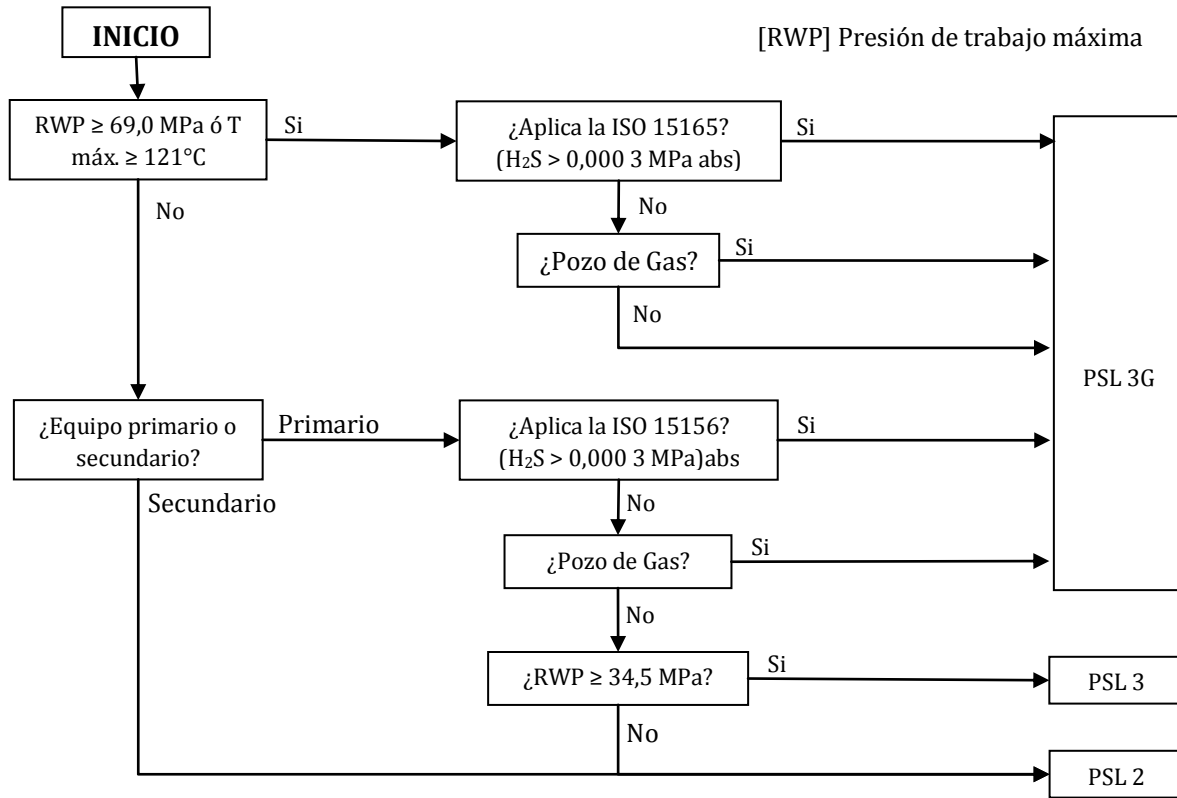 INICIO
[RWP] Presión de trabajo máxima
RWP ≥ 69,0 MPa ó T
máx. ≥ 121°C
Si
¿Aplica la ISO 15165?
(H₂S > 0,000 3 MPa abs)
Si
No
No
¿Pozo de Gas?
Si
No
PSL 3G
¿Equipo primario o
secundario?
Primario
¿Aplica la ISO 15156?
(H₂S > 0,000 3 MPa)abs
Si
Secundario
No
¿Pozo de Gas?
Si
No
¿RWP ≥ 34,5 MPa?
Si
PSL 3
No
PSL 2